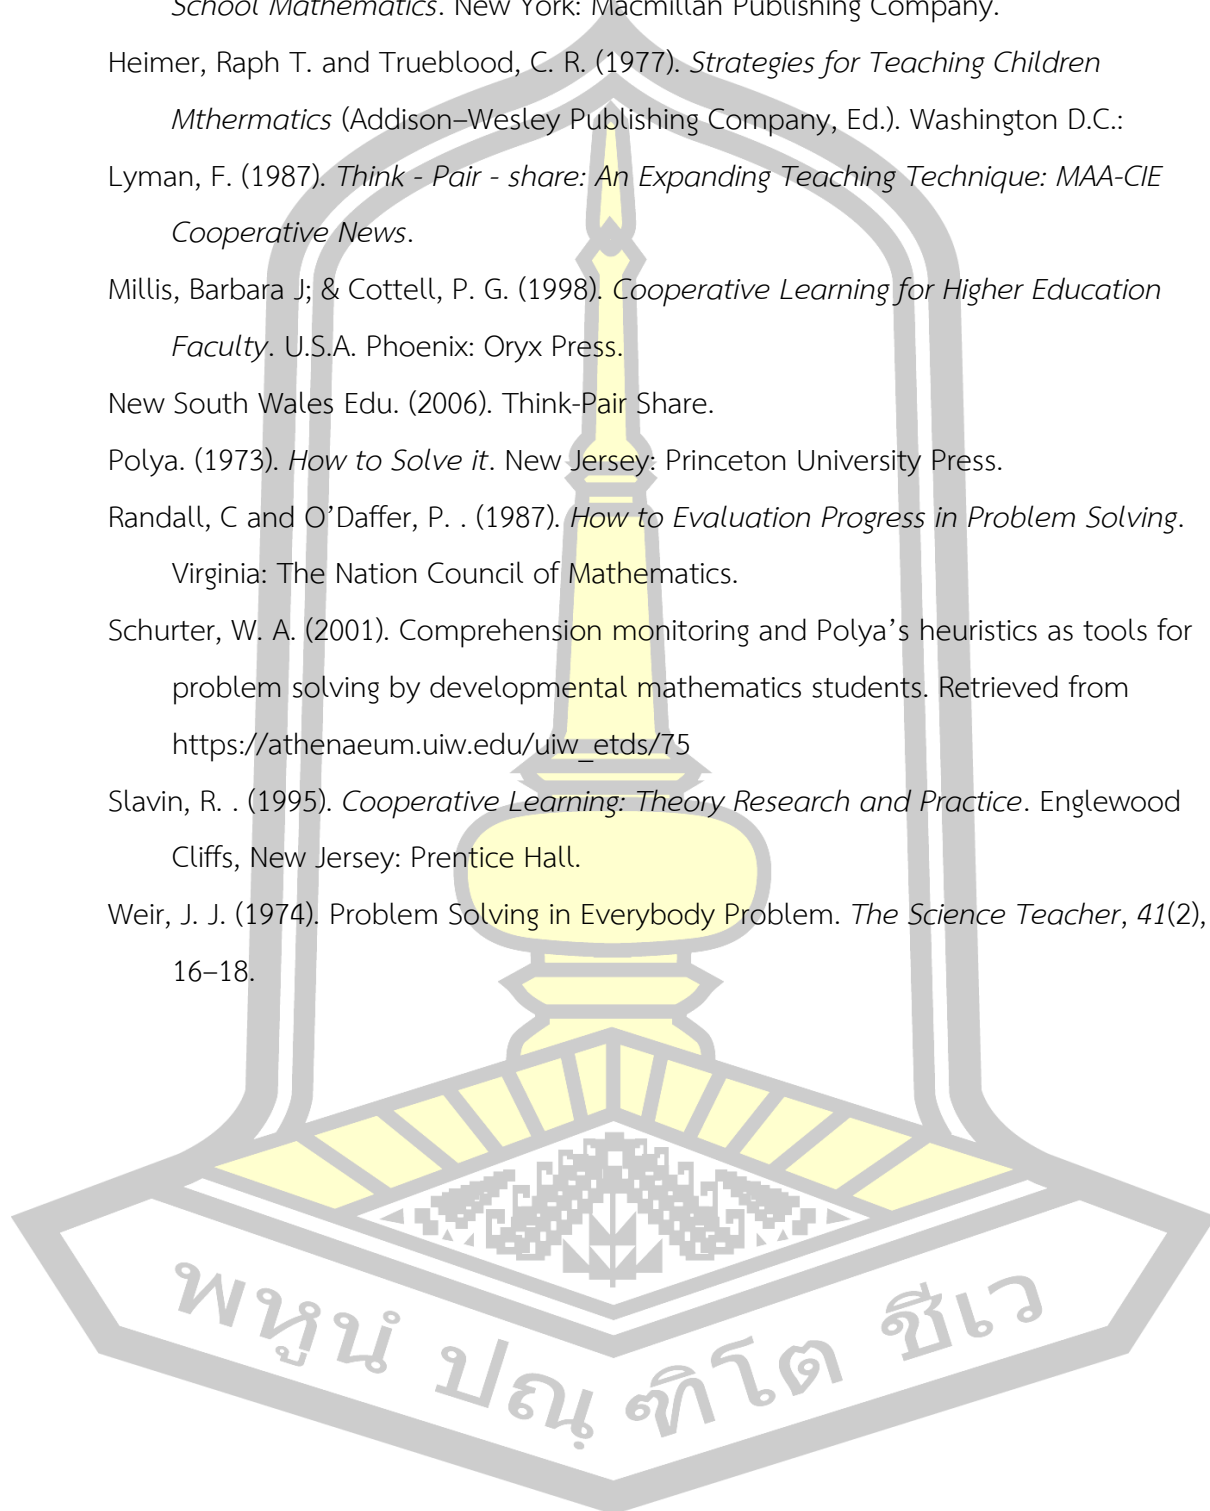 School Mathematics. New York: Macmillan Publishing Company.
Heimer, Raph T. and Trueblood, C. R. (1977). Strategies for Teaching Children
Mthermatics (Addison–Wesley Publishing Company, Ed.). Washington D.C.:
Lyman, F. (1987). Think - Pair - share: An Expanding Teaching Technique: MAA-CIE
Cooperative News.
Millis, Barbara J; & Cottell, P. G. (1998). Cooperative Learning for Higher Education
Faculty. U.S.A. Phoenix: Oryx Press.
New South Wales Edu. (2006). Think-Pair Share.
Polya. (1973). How to Solve it. New Jersey: Princeton University Press.
Randall, C and O’Daffer, P. . (1987). How to Evaluation Progress in Problem Solving.
Virginia: The Nation Council of Mathematics.
Schurter, W. A. (2001). Comprehension monitoring and Polya’s heuristics as tools for
problem solving by developmental mathematics students. Retrieved from
https://athenaeum.uiw.edu/uiw_etds/75
Slavin, R. . (1995). Cooperative Learning: Theory Research and Practice. Englewood
Cliffs, New Jersey: Prentice Hall.
Weir, J. J. (1974). Problem Solving in Everybody Problem. The Science Teacher, 41(2),
16–18.
พหูนํ ปณฺ ฑิโต ชีเว